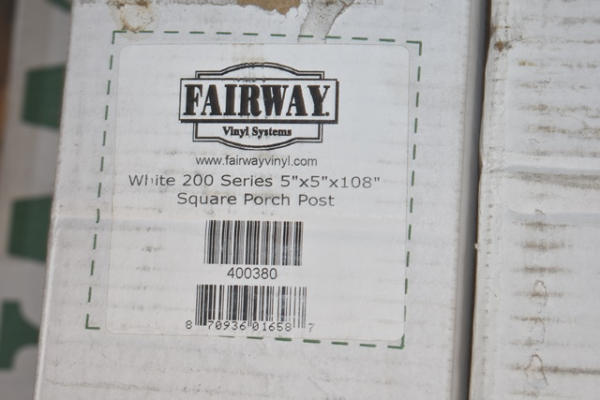 FAIRWAY
Vinyl Systems
www.fairwayvinyl.com
White 200 Series 5"x5"x108"
Square Porch Post
400380
8 70936 01658 7